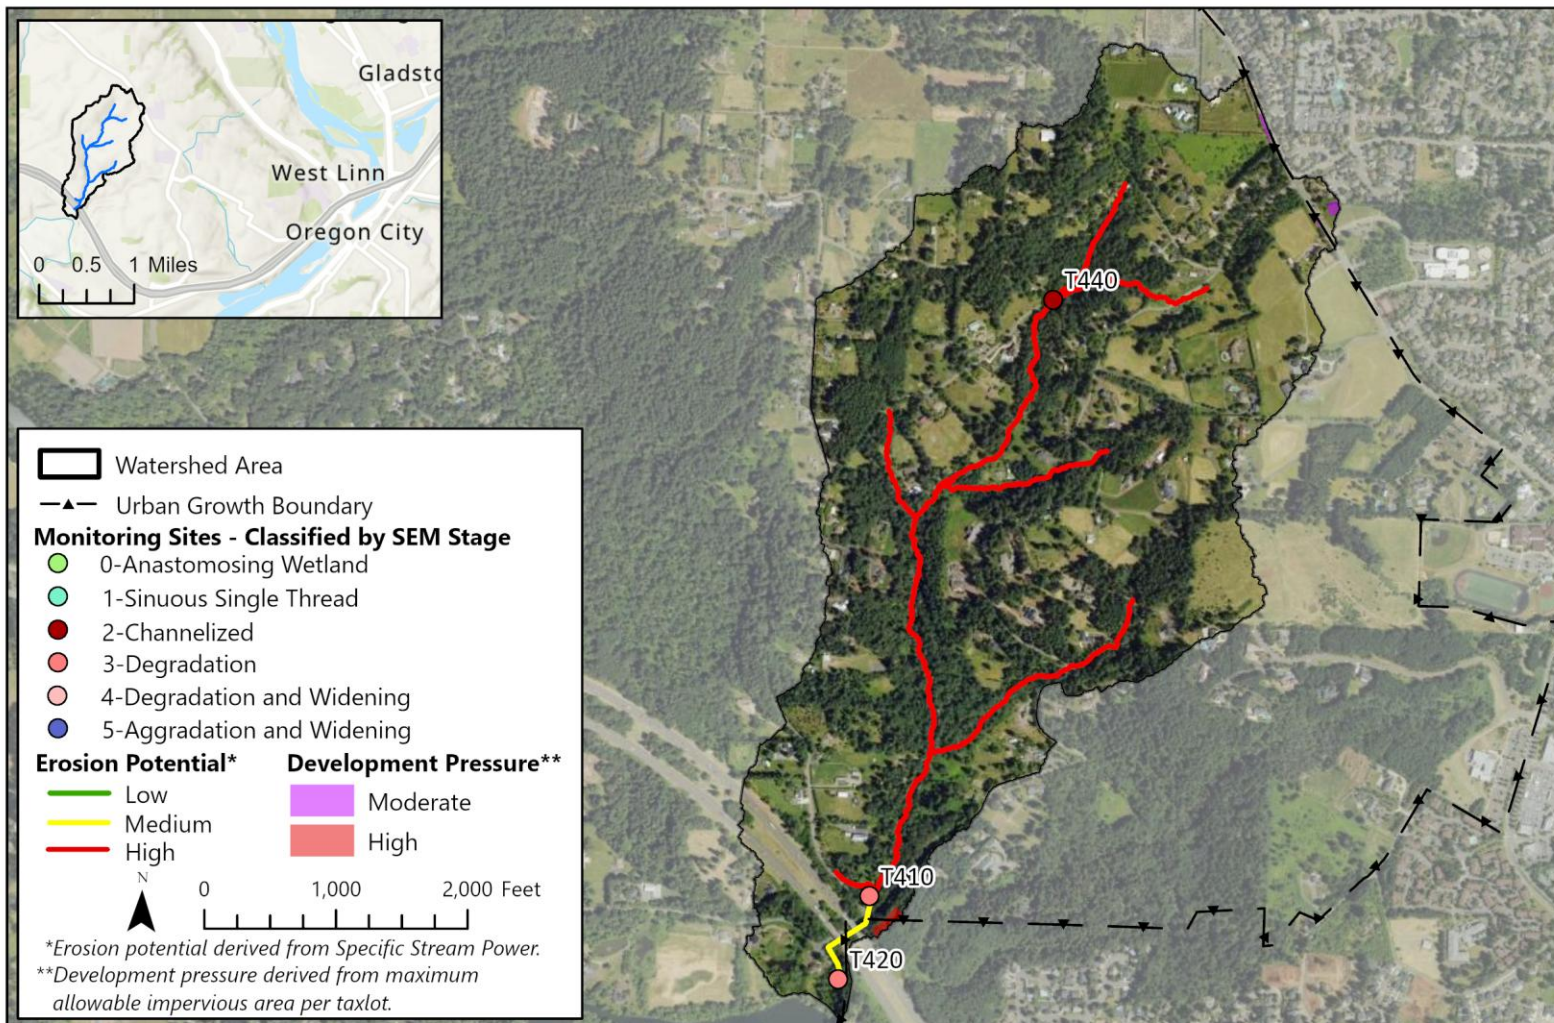 Gladsto
West Linn
Oregon City
0 0.5 1 Miles
T440
Watershed Area
Urban Growth Boundary
Monitoring Sites - Classified by SEM Stage
0-Anastomosing Wetland
1-Sinuous Single Thread
2-Channelized
3-Degradation
4-Degradation and Widening
5-Aggradation and Widening
Erosion Potential*
Low
Medium
High
Development Pressure**
Moderate
High
N
0 1,000 2,000 Feet
*Erosion potential derived from Specific Stream Power.
**Development pressure derived from maximum
allowable impervious area per taxlot.
T410
T420